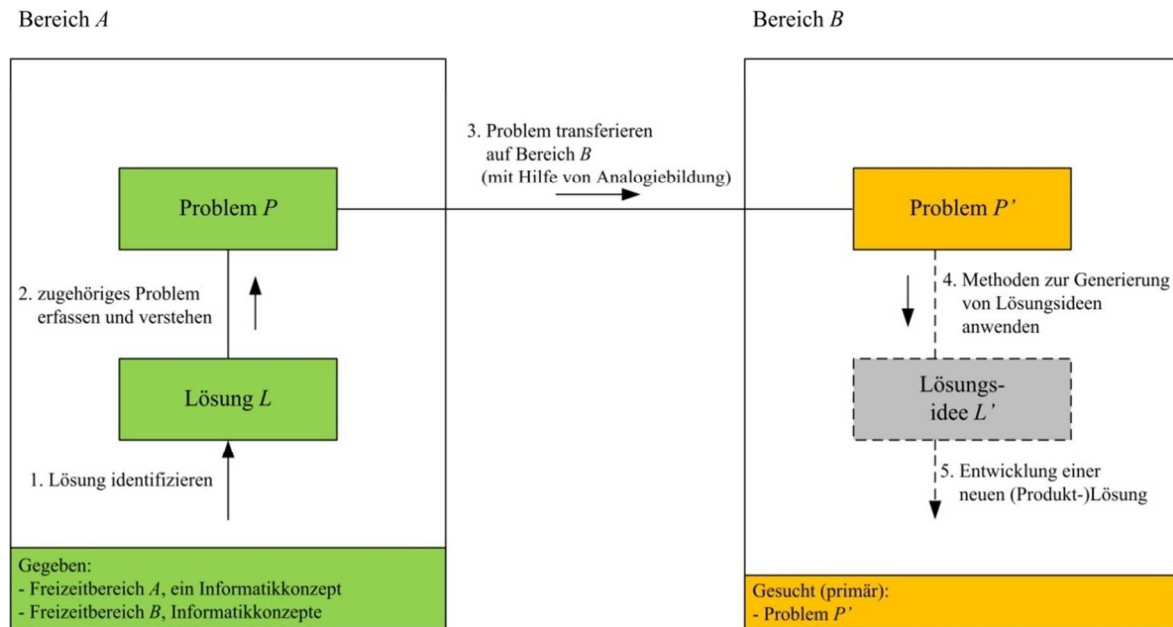 Bereich A
Bereich B
3. Problem transferieren
auf Bereich B
(mit Hilfe von Analogiebildung)
Problem P
Problem P’
2. zugehöriges Problem
erfassen und verstehen
4. Methoden zur Generierung
von Lösungsideen
anwenden
Lösung L
Lösungs-
idee L’
1. Lösung identifizieren
5. Entwicklung einer
neuen (Produkt-)Lösung
Gegeben:
- Freizeitbereich A, ein Informatikkonzept
- Freizeitbereich B, Informatikkonzepte
Gesucht (primär):
- Problem P’